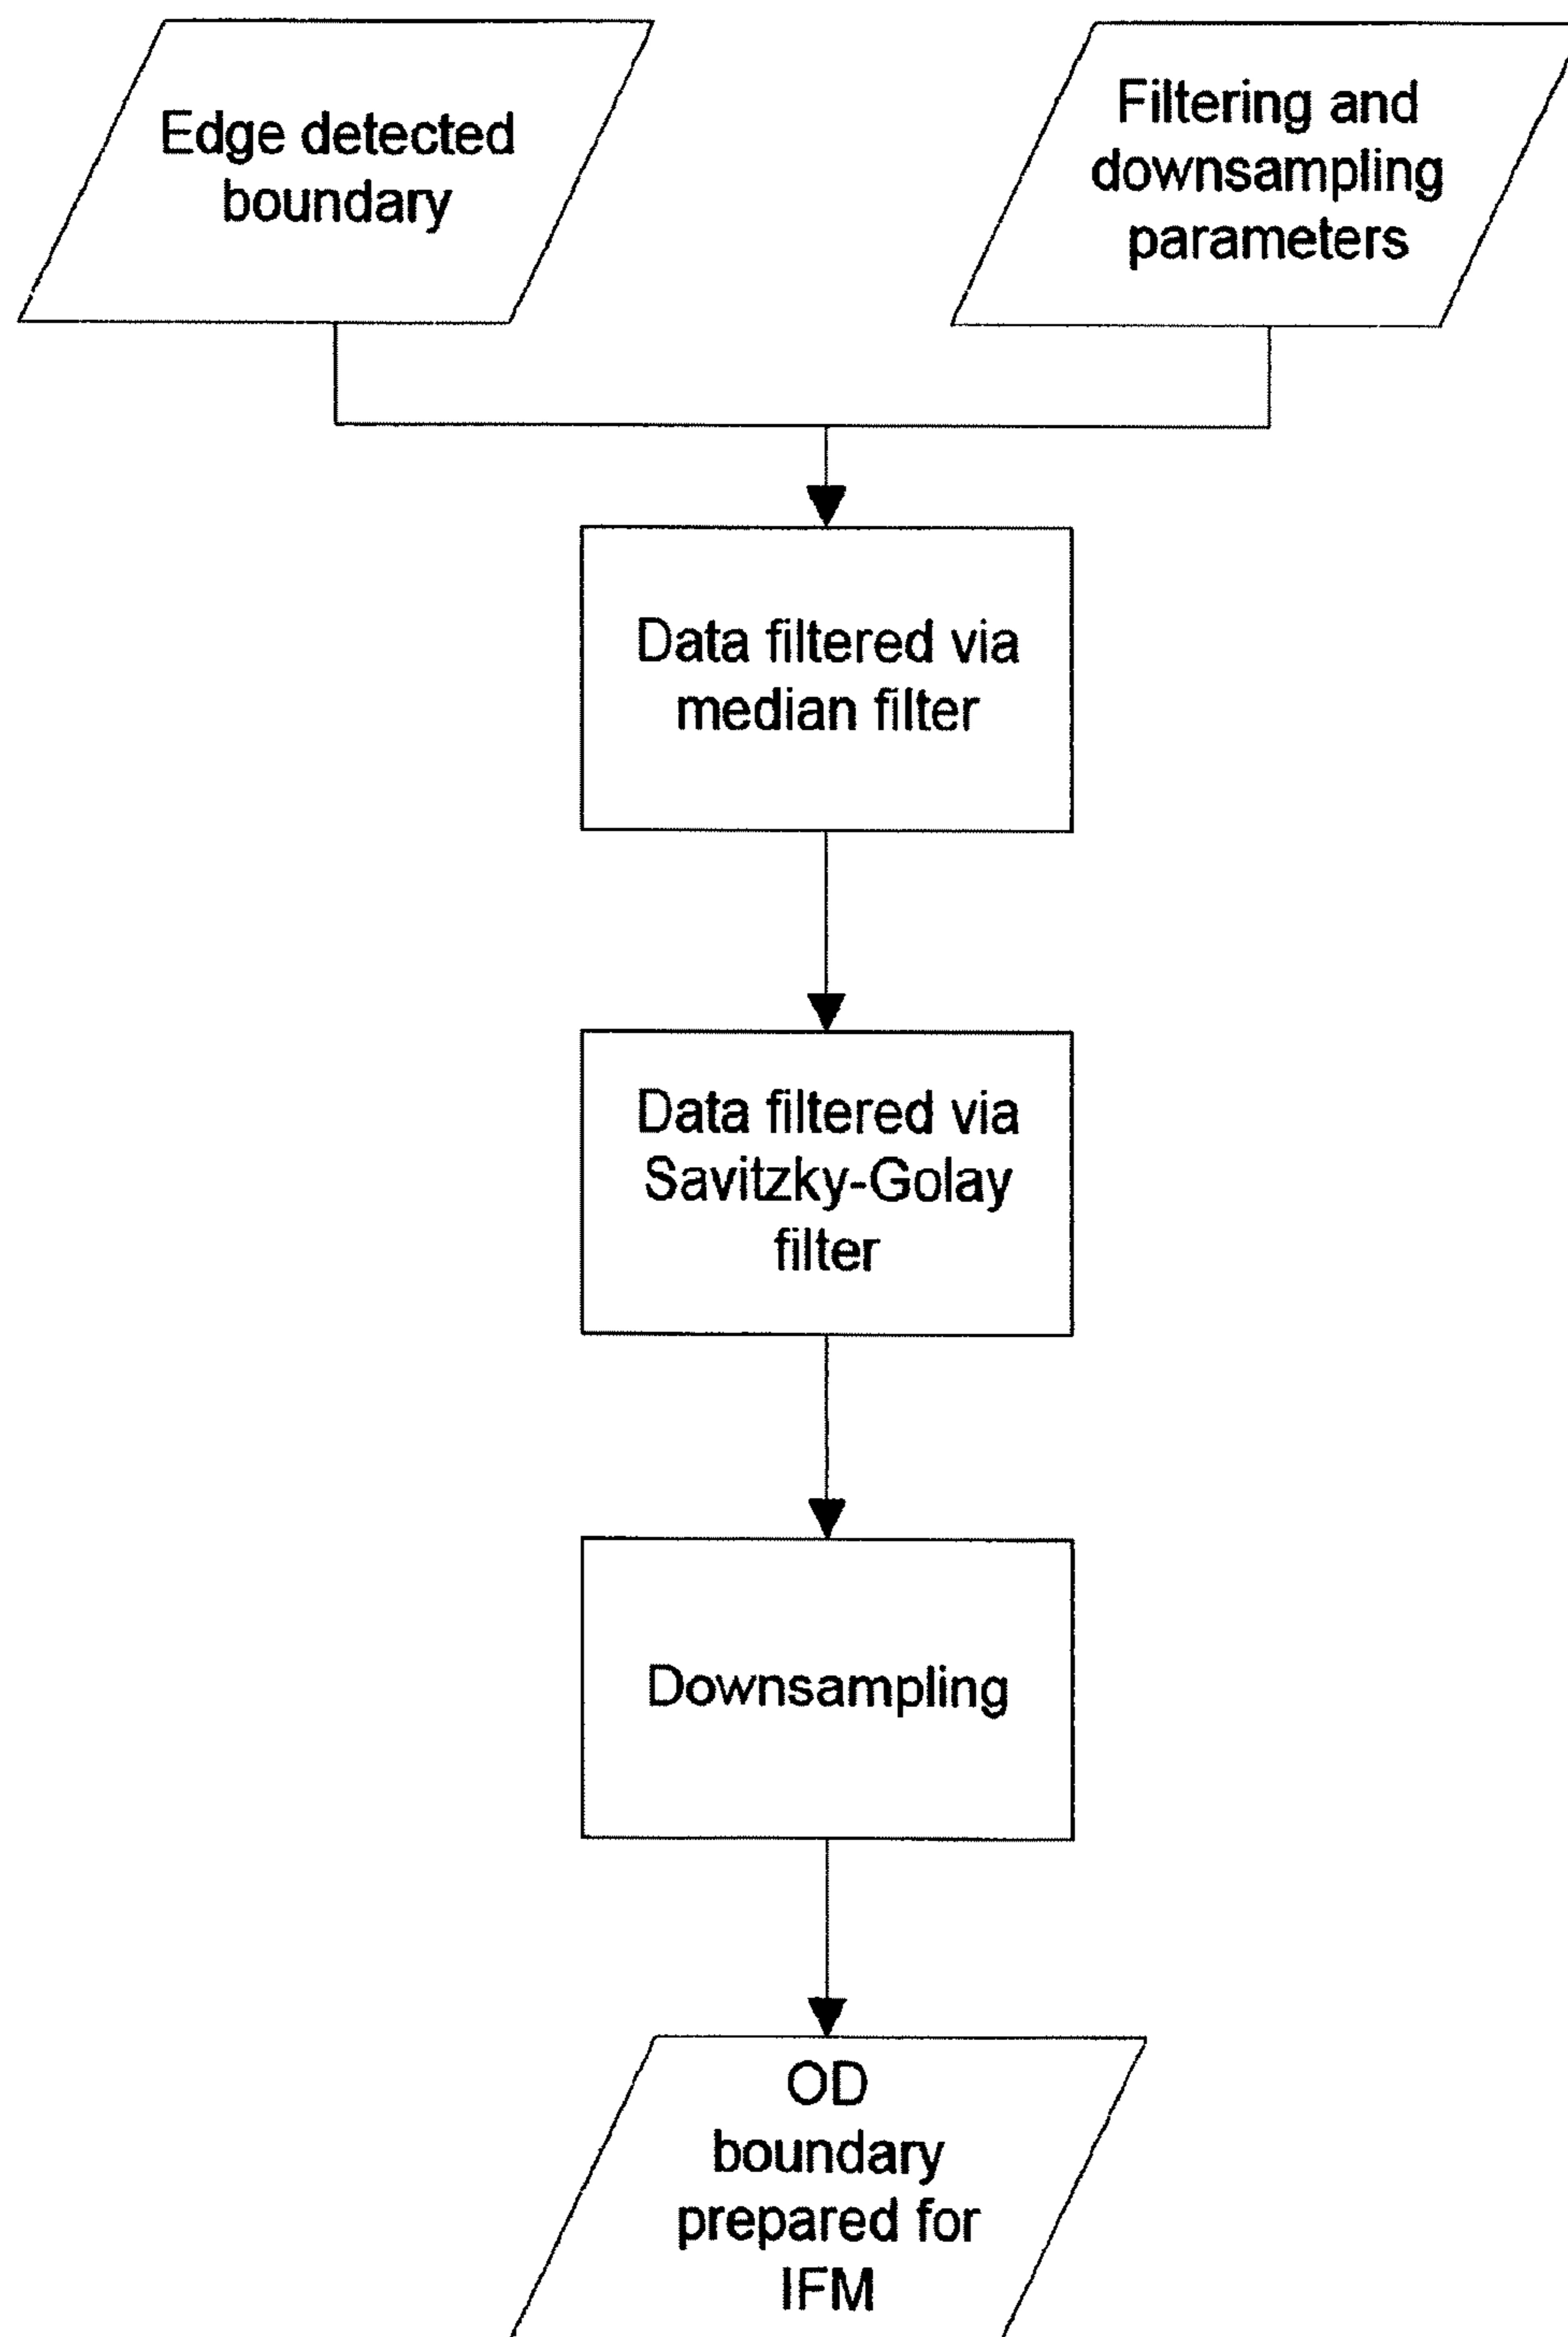 Edge detected
boundary
Filtering and
downsampling
parameters
Data filtered via
median filter
Data filtered via
Savitzky-Golay
filter
Downsampling
OD
boundary
prepared for
IFM